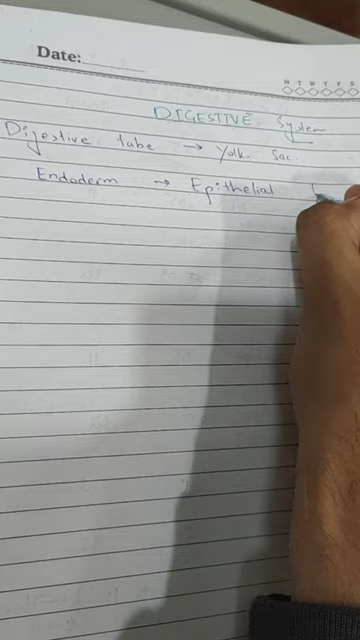 Date:
M T W T F S
DIGESTIVE System
Digestive tube → Yolk Sac.
Endoderm → Epithelial